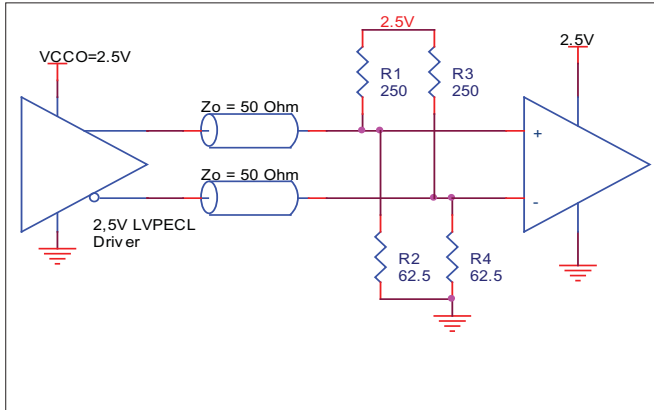 2.5V
VCCO=2.5V
2.5V
R1
250
R3
250
Zo = 50 Ohm
+
Zo = 50 Ohm
-
2,5V LVPECL
Driver
R2
62.5
R4
62.5